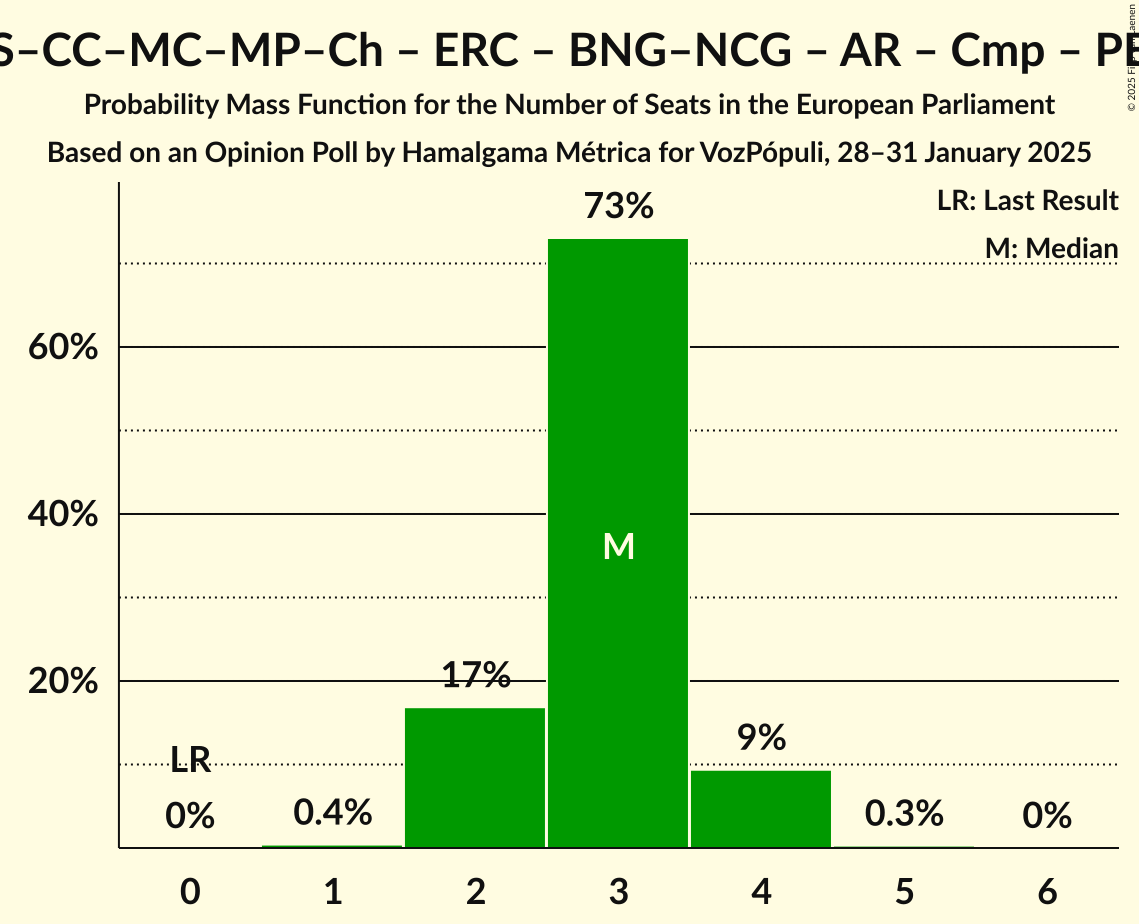 S–CC–MC–MP–Ch – ERC – BNG–NCG – AR – Cmp –
Probability Mass Function for the Number of Seats in the European Parliament
Based on an Opinion Poll by Hamalgama Métrica for VozPópuli, 28–31 January 2025
© 2025
LR: Last Result
M: Median
73%
60%
40%
M
20%
17%
9%
LR
0%
0.4%
0.3%
0%
0 1 2 3 4 5 6